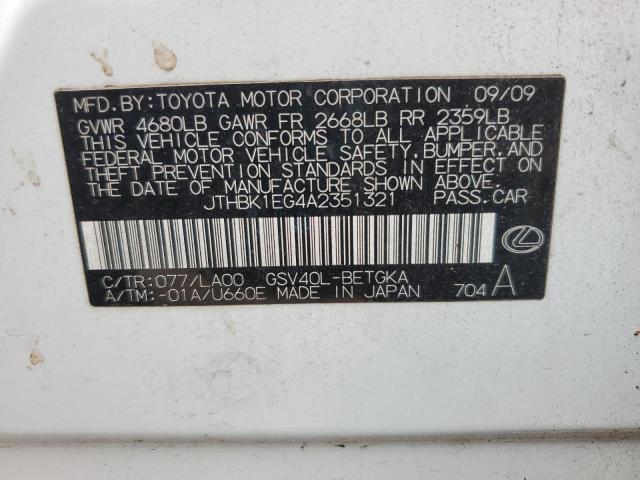 MFD. BY: TOYOTA MOTOR CORPORATION 09/09
GVWR 4680LB GAWR FR 2668LB RR 2359LB
THIS VEHICLE CONFORMS TO ALL APPLICABLE
FEDERAL MOTOR VEHICLE SAFETY, BUMPER, AND
THEFT PREVENTION STANDARDS IN EFFECT ON
THE DATE OF MANUFACTURE SHOWN ABOVE.
JTHBK1EG4A2351321 PASS. CAR
C/TR: 077/LA00 GSV40L-BETGKA
A/TM: -01A/U660E MADE IN JAPAN 704 A